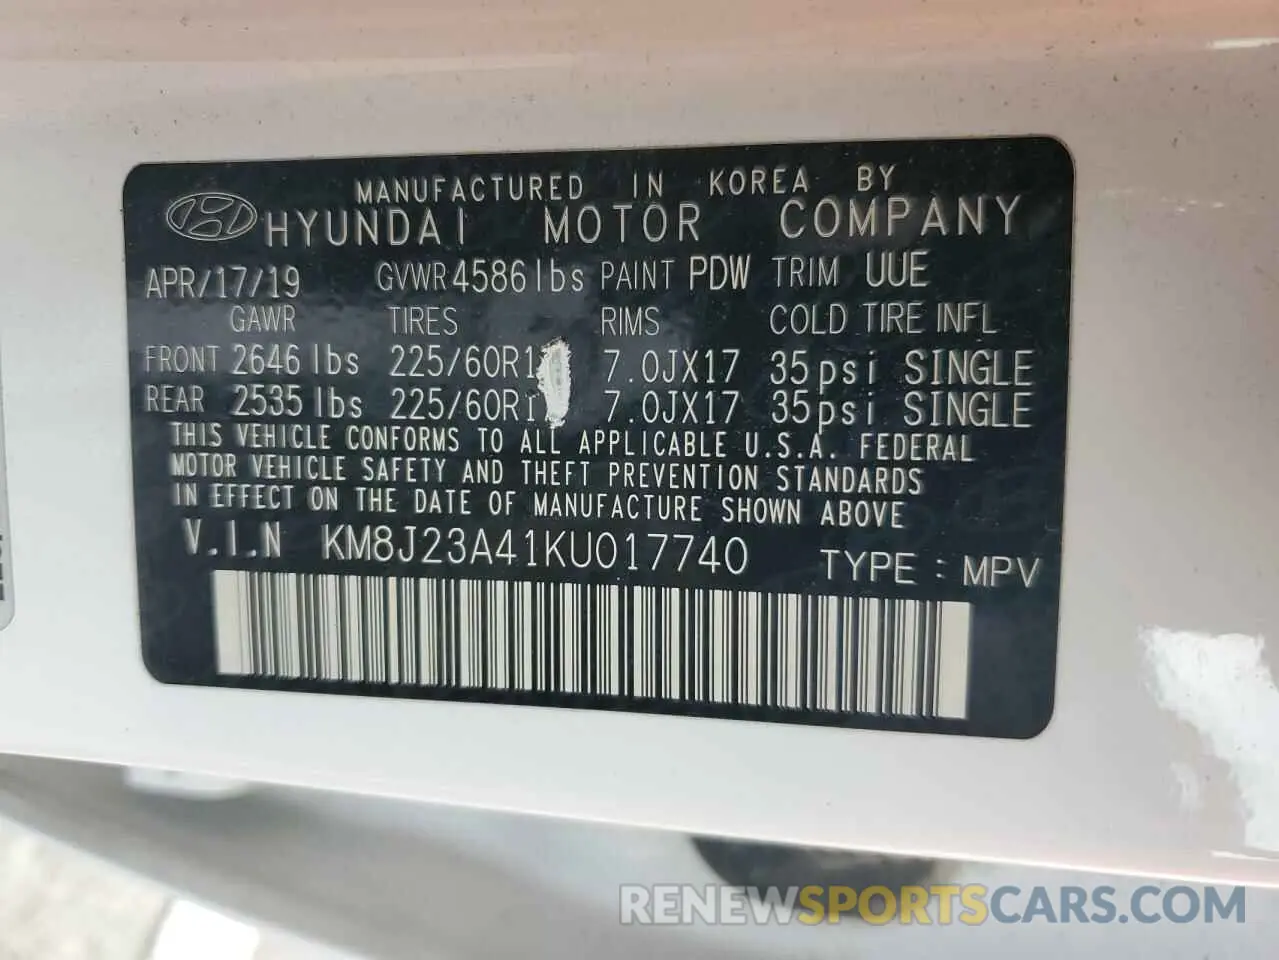 MANUFACTURED IN KOREA BY
HYUNDAI MOTOR COMPANY
APR/17/19 GVWR 4586lbs PAINT PDW TRIM UUE
GAWR TIRES RIMS COLD TIRE INFL
FRONT 2646lbs 225/60R1 7.0JX17 35psi SINGLE
REAR 2535lbs 225/60R1 7.0JX17 35psi SINGLE
THIS VEHICLE CONFORMS TO ALL APPLICABLE U.S.A. FEDERAL
MOTOR VEHICLE SAFETY AND THEFT PREVENTION STANDARDS
IN EFFECT ON THE DATE OF MANUFACTURE SHOWN ABOVE
V.I.N KM8J23A41KU017740 TYPE : MPV
RENEWSPORTSCARS.COM